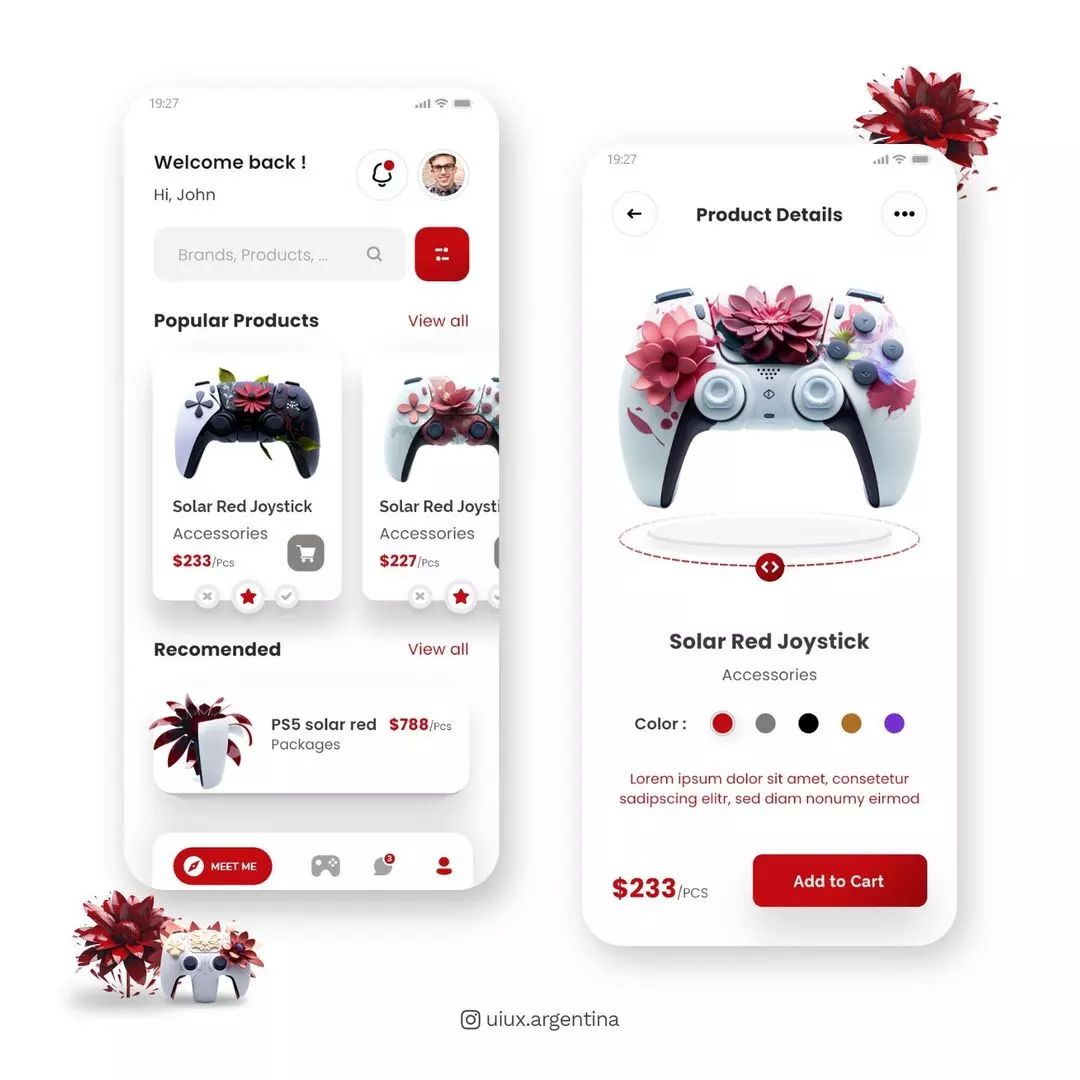 19:27
Welcome back !
Hi, John
Brands, Products, ...
Popular Products View all
Solar Red Joystick
Accessories
$233/Pcs
Solar Red Joysti
Accessories
$227/Pcs
Recomended View all
PS5 solar red $788/Pcs
Packages
MEET ME
3
19:27
Product Details
Solar Red Joystick
Accessories
Color :
Lorem ipsum dolor sit amet, consetetur
sadipscing elitr, sed diam nonumy eirmod
$233/PCS
Add to Cart
uiux.argentina